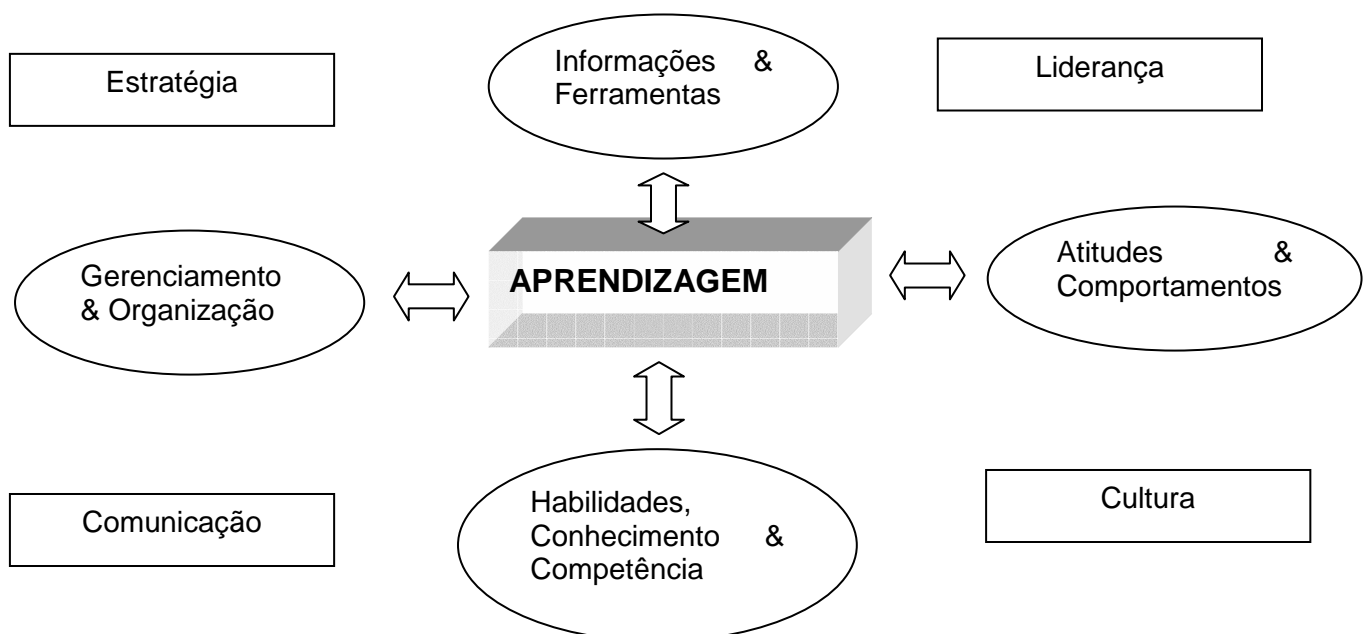 Estratégia
Informações &
Ferramentas
Liderança
Gerenciamento
& Organização
APRENDIZAGEM
Atitudes &
Comportamentos
Comunicação
Habilidades,
Conhecimento &
Competência
Cultura